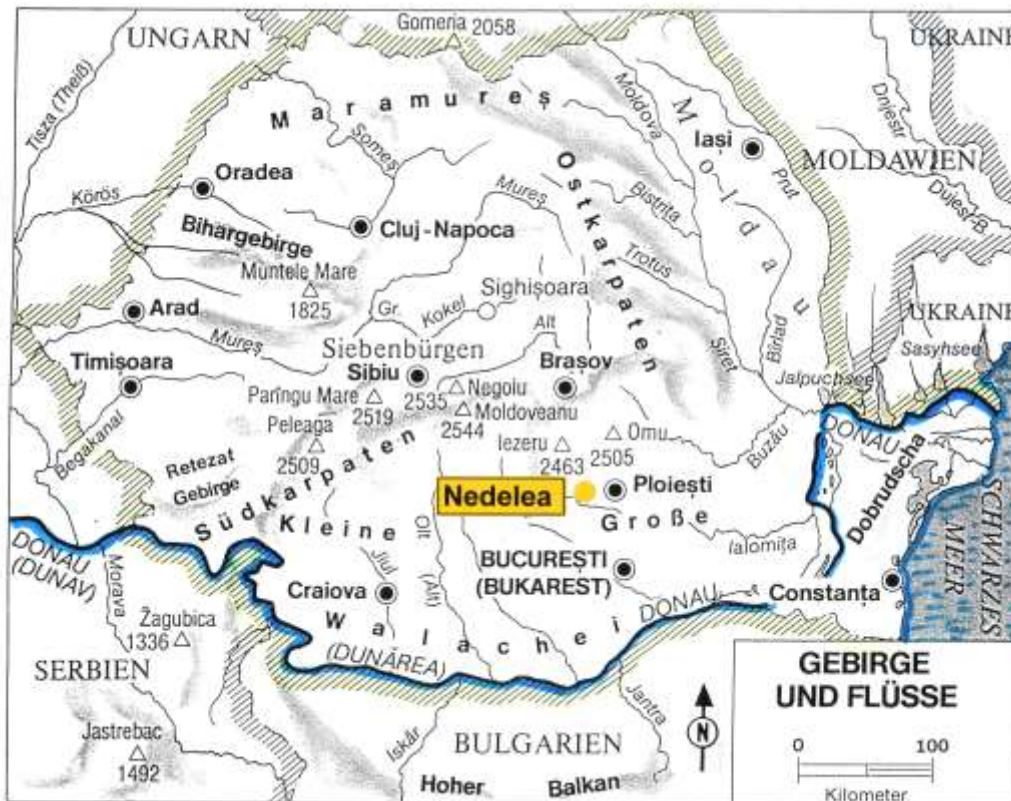 Gomeria 2058
UNGARN
UKRAINE
Tisza (Theiß)
Maramureș
Someș
Moldova
Moldau
Iași
Prut
Dnjestr
MOLDAWIEN
Dujest-B
Oradea
Körös
Mureș
Ostkarpaten
Bistrița
Cluj-Napoca
Bihargebirge
Muntele Mare
1825
Trotus
Sighișoara
Gr. Kokel
Arad
Mureș
Alt
Siret
Bîrlad
UKRAINE
Sasyhsee
Jalpuchsee
Siebenbürgen
Timișoara
Sibiu
Brașov
Negoiu
2535
Parîngu Mare
2519
Moldoveanu
2544
Peleaga
2509
Begakanal
Iezeru
2463
Omu
2505
Buzău
DONAU
Dobrudscha
Retezat
Gebirge
Südkarpaten
Nedelea
Ploiești
Kleine
Große
Walachei
Olt
(Alt)
Jiul
Ialomița
SCHWARZES
MEER
DONAU
(DUNAV)
Morava
BUCUREȘTI
(BUKAREST)
Craiova
DONAU
Constanța
Žagubica
1336
(DUNĂREA)
SERBIEN
Jastrebac
1492
Iskăr
BULGARIEN
Jantra
Hoher Balkan
N
GEBIRGE
UND FLÜSSE
0 100
Kilometer